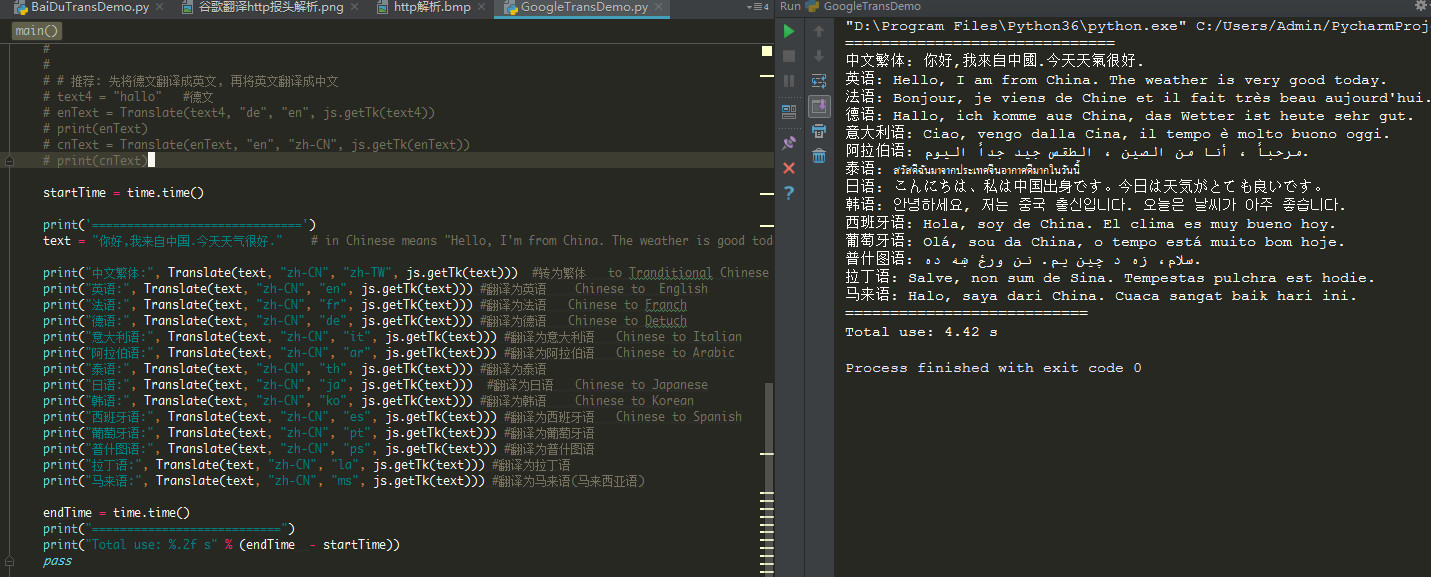 BaiDuTransDemo.py
谷歌翻译http报头解析.png
http解析.bmp
GoogleTransDemo.py
4
main()
#
#
# # 推荐: 先将德文翻译成英文，再将英文翻译成中文
# text4 = "hallo"   #德文
# enText = Translate(text4, "de", "en", js.getTk(text4))
# print(enText)
# cnText = Translate(enText, "en", "zh-CN", js.getTk(enText))
# print(cnText)
startTime = time.time()
print('==============================')
text = "你好,我来自中国.今天天气很好."    # in Chinese means "Hello, I'm from China. The weather is good tod
print("中文繁体:", Translate(text, "zh-CN", "zh-TW", js.getTk(text)))  #转为繁体   to Tranditional Chinese
print("英语:", Translate(text, "zh-CN", "en", js.getTk(text))) #翻译为英语    Chinese to  English
print("法语:", Translate(text, "zh-CN", "fr", js.getTk(text))) #翻译为法语   Chinese to Franch
print("德语:", Translate(text, "zh-CN", "de", js.getTk(text))) #翻译为德语   Chinese to Detuch
print("意大利语:", Translate(text, "zh-CN", "it", js.getTk(text))) #翻译为意大利语   Chinese to Italian
print("阿拉伯语:", Translate(text, "zh-CN", "ar", js.getTk(text))) #翻译为阿拉伯语   Chinese to Arabic
print("泰语:", Translate(text, "zh-CN", "th", js.getTk(text))) #翻译为泰语
print("日语:", Translate(text, "zh-CN", "ja", js.getTk(text)))  #翻译为日语   Chinese to Japanese
print("韩语:", Translate(text, "zh-CN", "ko", js.getTk(text))) #翻译为韩语    Chinese to Korean
print("西班牙语:", Translate(text, "zh-CN", "es", js.getTk(text))) #翻译为西班牙语   Chinese to Spanish
print("葡萄牙语:", Translate(text, "zh-CN", "pt", js.getTk(text))) #翻译为葡萄牙语
print("普什图语:", Translate(text, "zh-CN", "ps", js.getTk(text))) #翻译为普什图语
print("拉丁语:", Translate(text, "zh-CN", "la", js.getTk(text))) #翻译为拉丁语
print("马来语:", Translate(text, "zh-CN", "ms", js.getTk(text))) #翻译为马来语(马来西亚语)
endTime = time.time()
print("===========================")
print("Total use: %.2f s" % (endTime  - startTime))
pass
Run GoogleTransDemo
"D:\Program Files\Python36\python.exe" C:/Users/Admin/PycharmProj
==============================
中文繁体: 你好,我來自中國.今天天氣很好.
英语: Hello, I am from China. The weather is very good today.
法语: Bonjour, je viens de Chine et il fait très beau aujourd'hui.
德语: Hallo, ich komme aus China, das Wetter ist heute sehr gut.
意大利语: Ciao, vengo dalla Cina, il tempo è molto buono oggi.
阿拉伯语: مرحباً ، أنا من الصين ، الطقس جيد جداً اليوم.
泰语: สวัสดีฉันมาจากประเทศจีนอากาศดีมากในวันนี้
日语: こんにちは、私は中国出身です。今日は天気がとても良いです。
韩语: 안녕하세요, 저는 중국 출신입니다. 오늘은 날씨가 아주 좋습니다.
西班牙语: Hola, soy de China. El clima es muy bueno hoy.
葡萄牙语: Olá, sou da China, o tempo está muito bom hoje.
普什图语: سلام، زه د چين يم. نن ورځ ښه ده.
拉丁语: Salve, non sum de Sina. Tempestas pulchra est hodie.
马来语: Halo, saya dari China. Cuaca sangat baik hari ini.
===========================
Total use: 4.42 s
Process finished with exit code 0